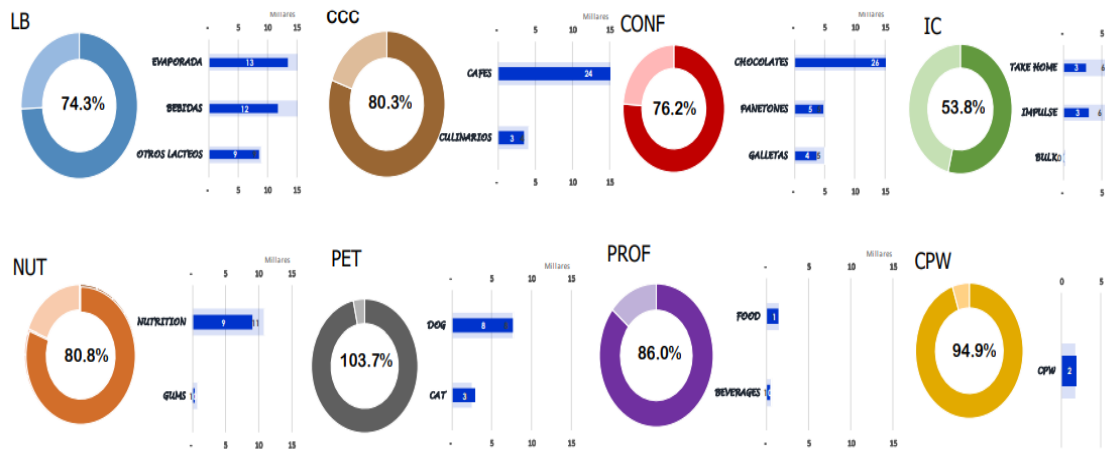 LB
74.3%
Millares
- 5 10 15
EVAPORADA 13
BEBIDAS 12
OTROS LACTEOS 9
- 5 10 15
CCC
80.3%
Millares
- 5 10 15
CAFES 24
CULINARIOS 3
- 5 10 15
CONF
76.2%
Millares
- 5 10 15
CHOCOLATES 26
PANETONES 5
GALLETAS 4 5
- 5 10 15
IC
53.8%
- 5
TAKE HOME 3 6
IMPULSE 3 6
BULK 0
- 5
NUT
80.8%
Millares
- 5 10 15
NUTRITION 9 11
GUMS 1
- 5 10 15
PET
103.7%
Millares
- 5 10 15
DOG 8
CAT 3
- 5 10 15
PROF
86.0%
Millares
- 5 10 15
FOOD 1
BEVERAGES
- 5 10 15
CPW
94.9%
0 5
CPW 2
- 5